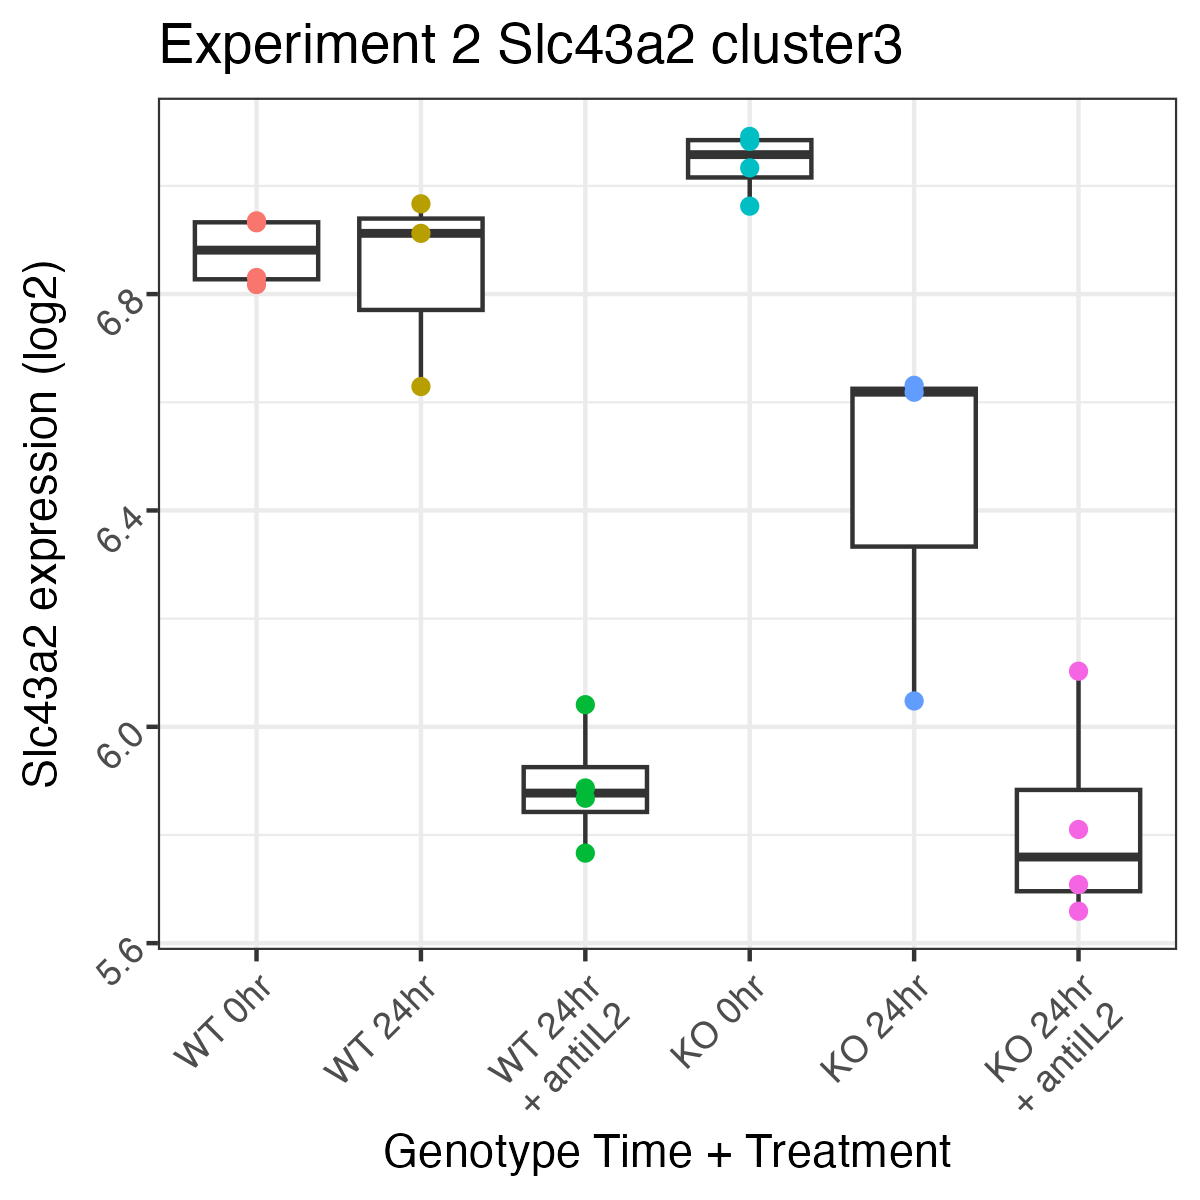 Experiment 2 Slc43a2 cluster3
Slc43a2 expression (log2)
6.8
6.4
6.0
5.6
WT 0hr
WT 24hr
WT 24hr
+ antiIL2
KO 0hr
KO 24hr
KO 24hr
+ antiIL2
Genotype Time + Treatment